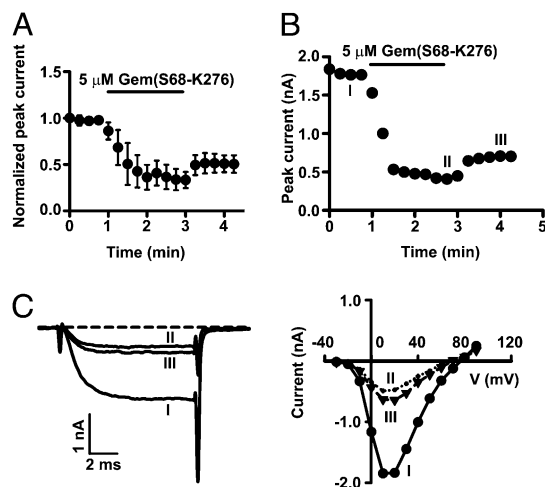 A
5 μM Gem(S68-K276)
Normalized peak current
1.5
1.0
0.5
0.0
0 1 2 3 4
Time (min)
B
5 μM Gem(S68-K276)
Peak current (nA)
2.0
1.5
1.0
0.5
0.0
I
II
III
0 1 2 3 4 5
Time (min)
C
II
III
I
1 nA
2 ms
Current (nA)
1.0
-1.0
-2.0
-40 0 40 80 120
V (mV)
II
III
I